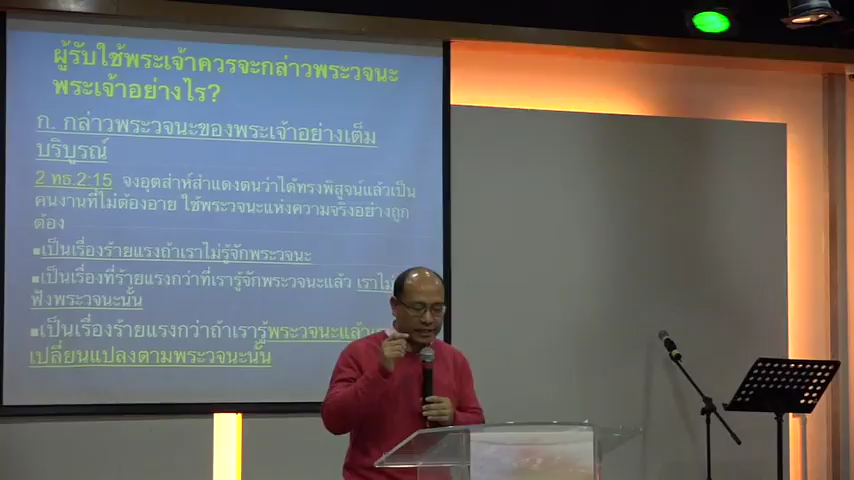 ผู้รับใช้พระเจ้าควรจะกล่าวพระวจนะ
พระเจ้าอย่างไร?
ก. กล่าวพระวจนะของพระเจ้าอย่างเต็ม
บริบูรณ์
2 ทธ.2:15 จงอุตส่าห์สำแดงตนว่าได้ทรงพิสูจน์แล้วเป็น
คนงานที่ไม่ต้องอาย ใช้พระวจนะแห่งความจริงอย่างถูก
ต้อง
▪เป็นเรื่องร้ายแรงถ้าเราไม่รู้จักพระวจนะ
▪เป็นเรื่องที่ร้ายแรงกว่าที่เรารู้จักพระวจนะแล้ว เราไม่
ฟังพระวจนะนั้น
▪เป็นเรื่องร้ายแรงกว่าถ้าเรารู้พระวจนะแล้ว
เปลี่ยนแปลงตามพระวจนะนั้น